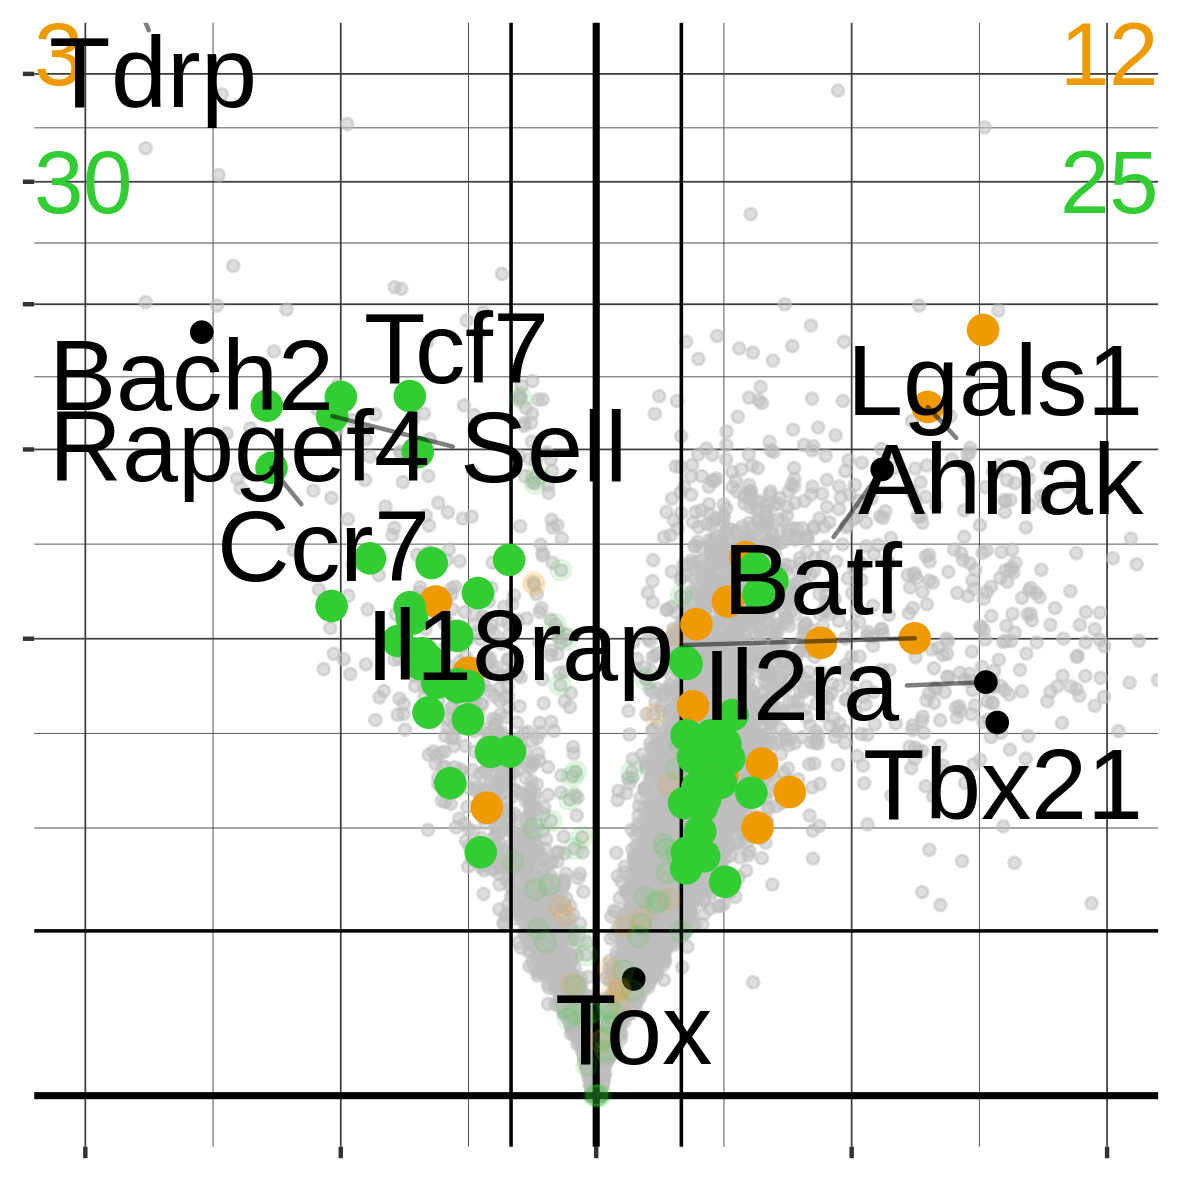 3
12
Tdrp
30
25
Tcf7
Bach2
Lgals1
Rapgef4
Sell
Ahnak
Ccr7
Batf
Il18rap
Il2ra
Tbx21
Tox